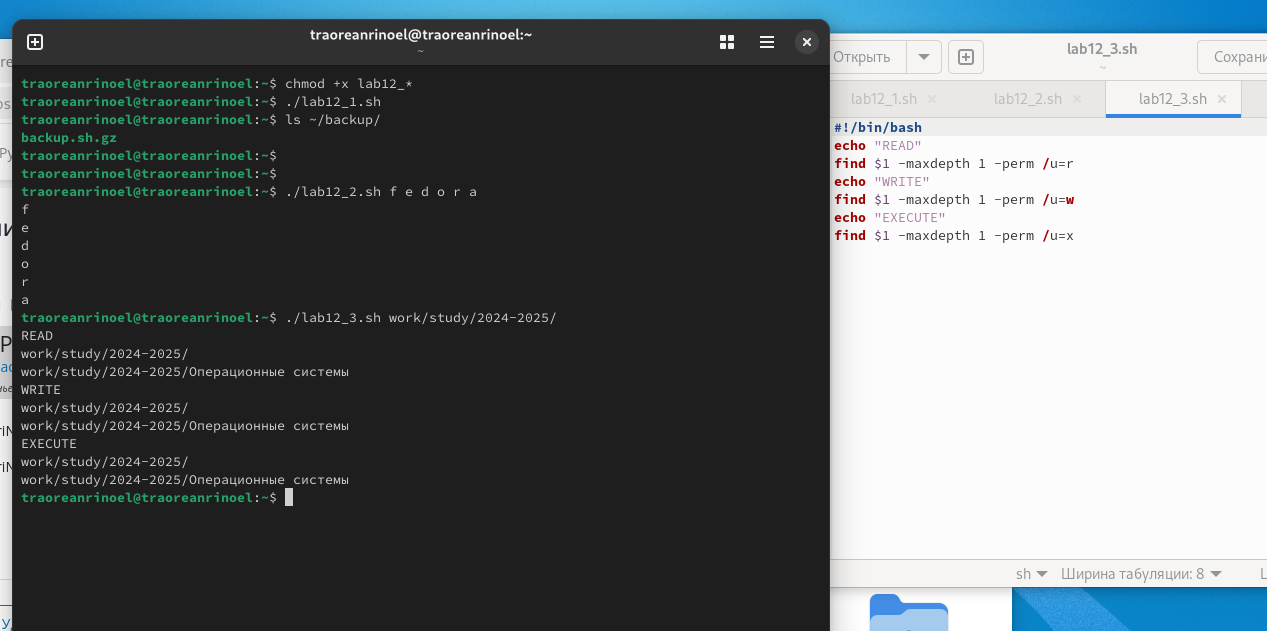 traoreanrinoel@traoreanrinoel:~
~
traoreanrinoel@traoreanrinoel:~$ chmod +x lab12_*
traoreanrinoel@traoreanrinoel:~$ ./lab12_1.sh
traoreanrinoel@traoreanrinoel:~$ ls ~/backup/
backup.sh.gz
traoreanrinoel@traoreanrinoel:~$
traoreanrinoel@traoreanrinoel:~$
traoreanrinoel@traoreanrinoel:~$ ./lab12_2.sh f e d o r a
f
e
d
o
r
a
traoreanrinoel@traoreanrinoel:~$ ./lab12_3.sh work/study/2024-2025/
READ
work/study/2024-2025/
work/study/2024-2025/Операционные системы
WRITE
work/study/2024-2025/
work/study/2024-2025/Операционные системы
EXECUTE
work/study/2024-2025/
work/study/2024-2025/Операционные системы
traoreanrinoel@traoreanrinoel:~$
Открыть
lab12_3.sh
~
Сохрани
lab12_1.sh × lab12_2.sh × lab12_3.sh ×
#!/bin/bash
echo "READ"
find $1 -maxdepth 1 -perm /u=r
echo "WRITE"
find $1 -maxdepth 1 -perm /u=w
echo "EXECUTE"
find $1 -maxdepth 1 -perm /u=x
sh Ширина табуляции: 8